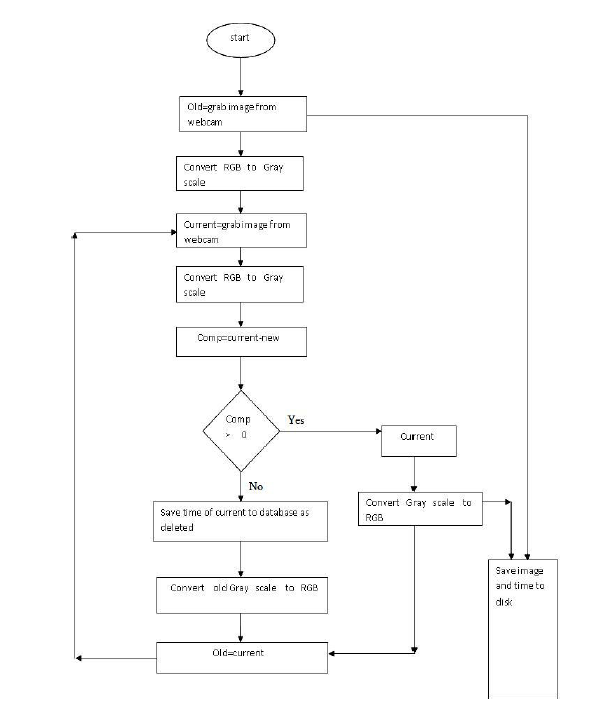 start
Old=grab image from
webcam
Convert RGB to Gray
scale
Current=grab image from
webcam
Convert RGB to Gray
scale
Comp=current-new
Comp
> 0
Yes
Current
No
Convert Gray scale to
RGB
Save time of current to database as
deleted
Save image
and time to
disk
Convert old Gray scale to RGB
Old=current